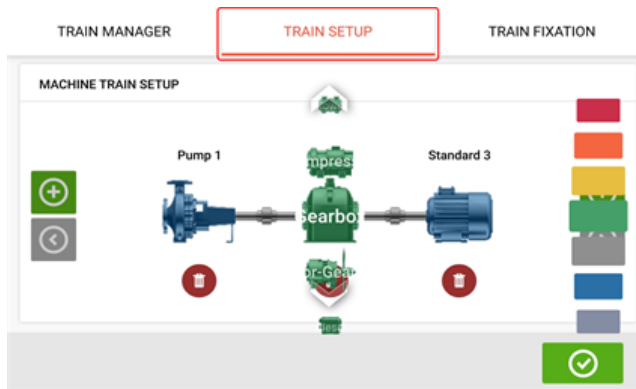 TRAIN MANAGER
TRAIN SETUP
TRAIN FIXATION
MACHINE TRAIN SETUP
Pump 1
Standard 3
Gearbox